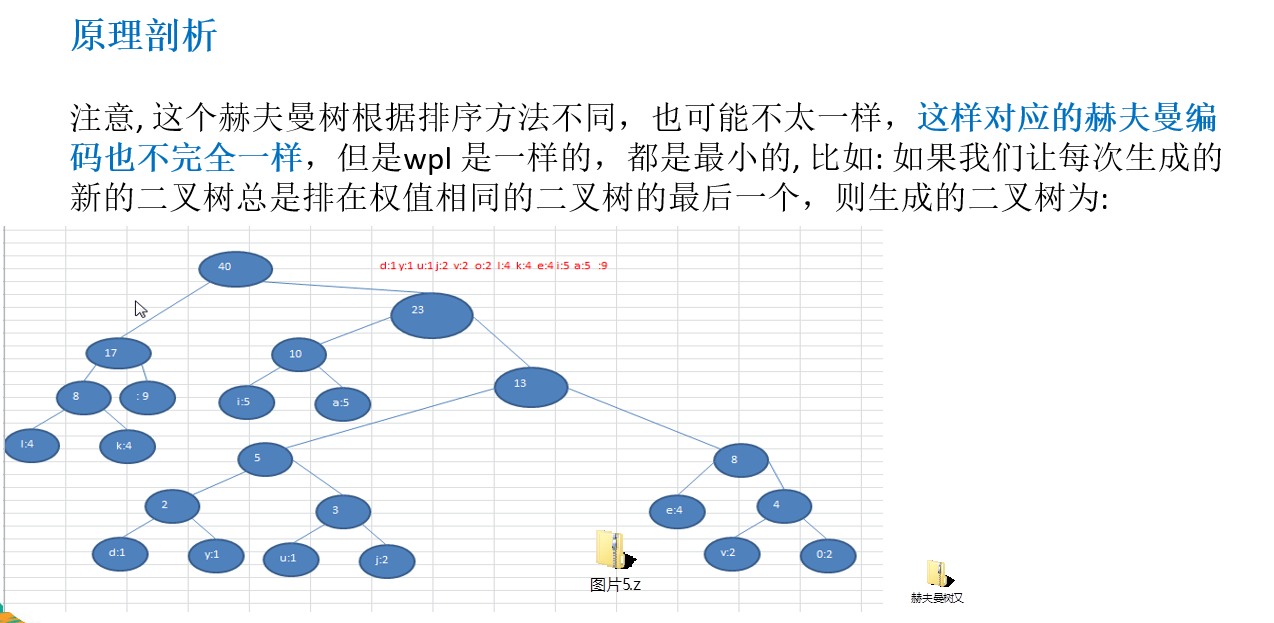 原理剖析
注意, 这个赫夫曼树根据排序方法不同，也可能不太一样，这样对应的赫夫曼编
码也不完全一样，但是wpl 是一样的，都是最小的, 比如: 如果我们让每次生成的
新的二叉树总是排在权值相同的二叉树的最后一个，则生成的二叉树为:
d:1 y:1 u:1 j:2 v:2 o:2 l:4 k:4 e:4 i:5 a:5 :9
40
23
17
10
13
8
: 9
i:5
a:5
l:4
k:4
5
8
2
3
e:4
4
d:1
y:1
u:1
j:2
v:2
0:2
图片5.z
赫夫曼树又